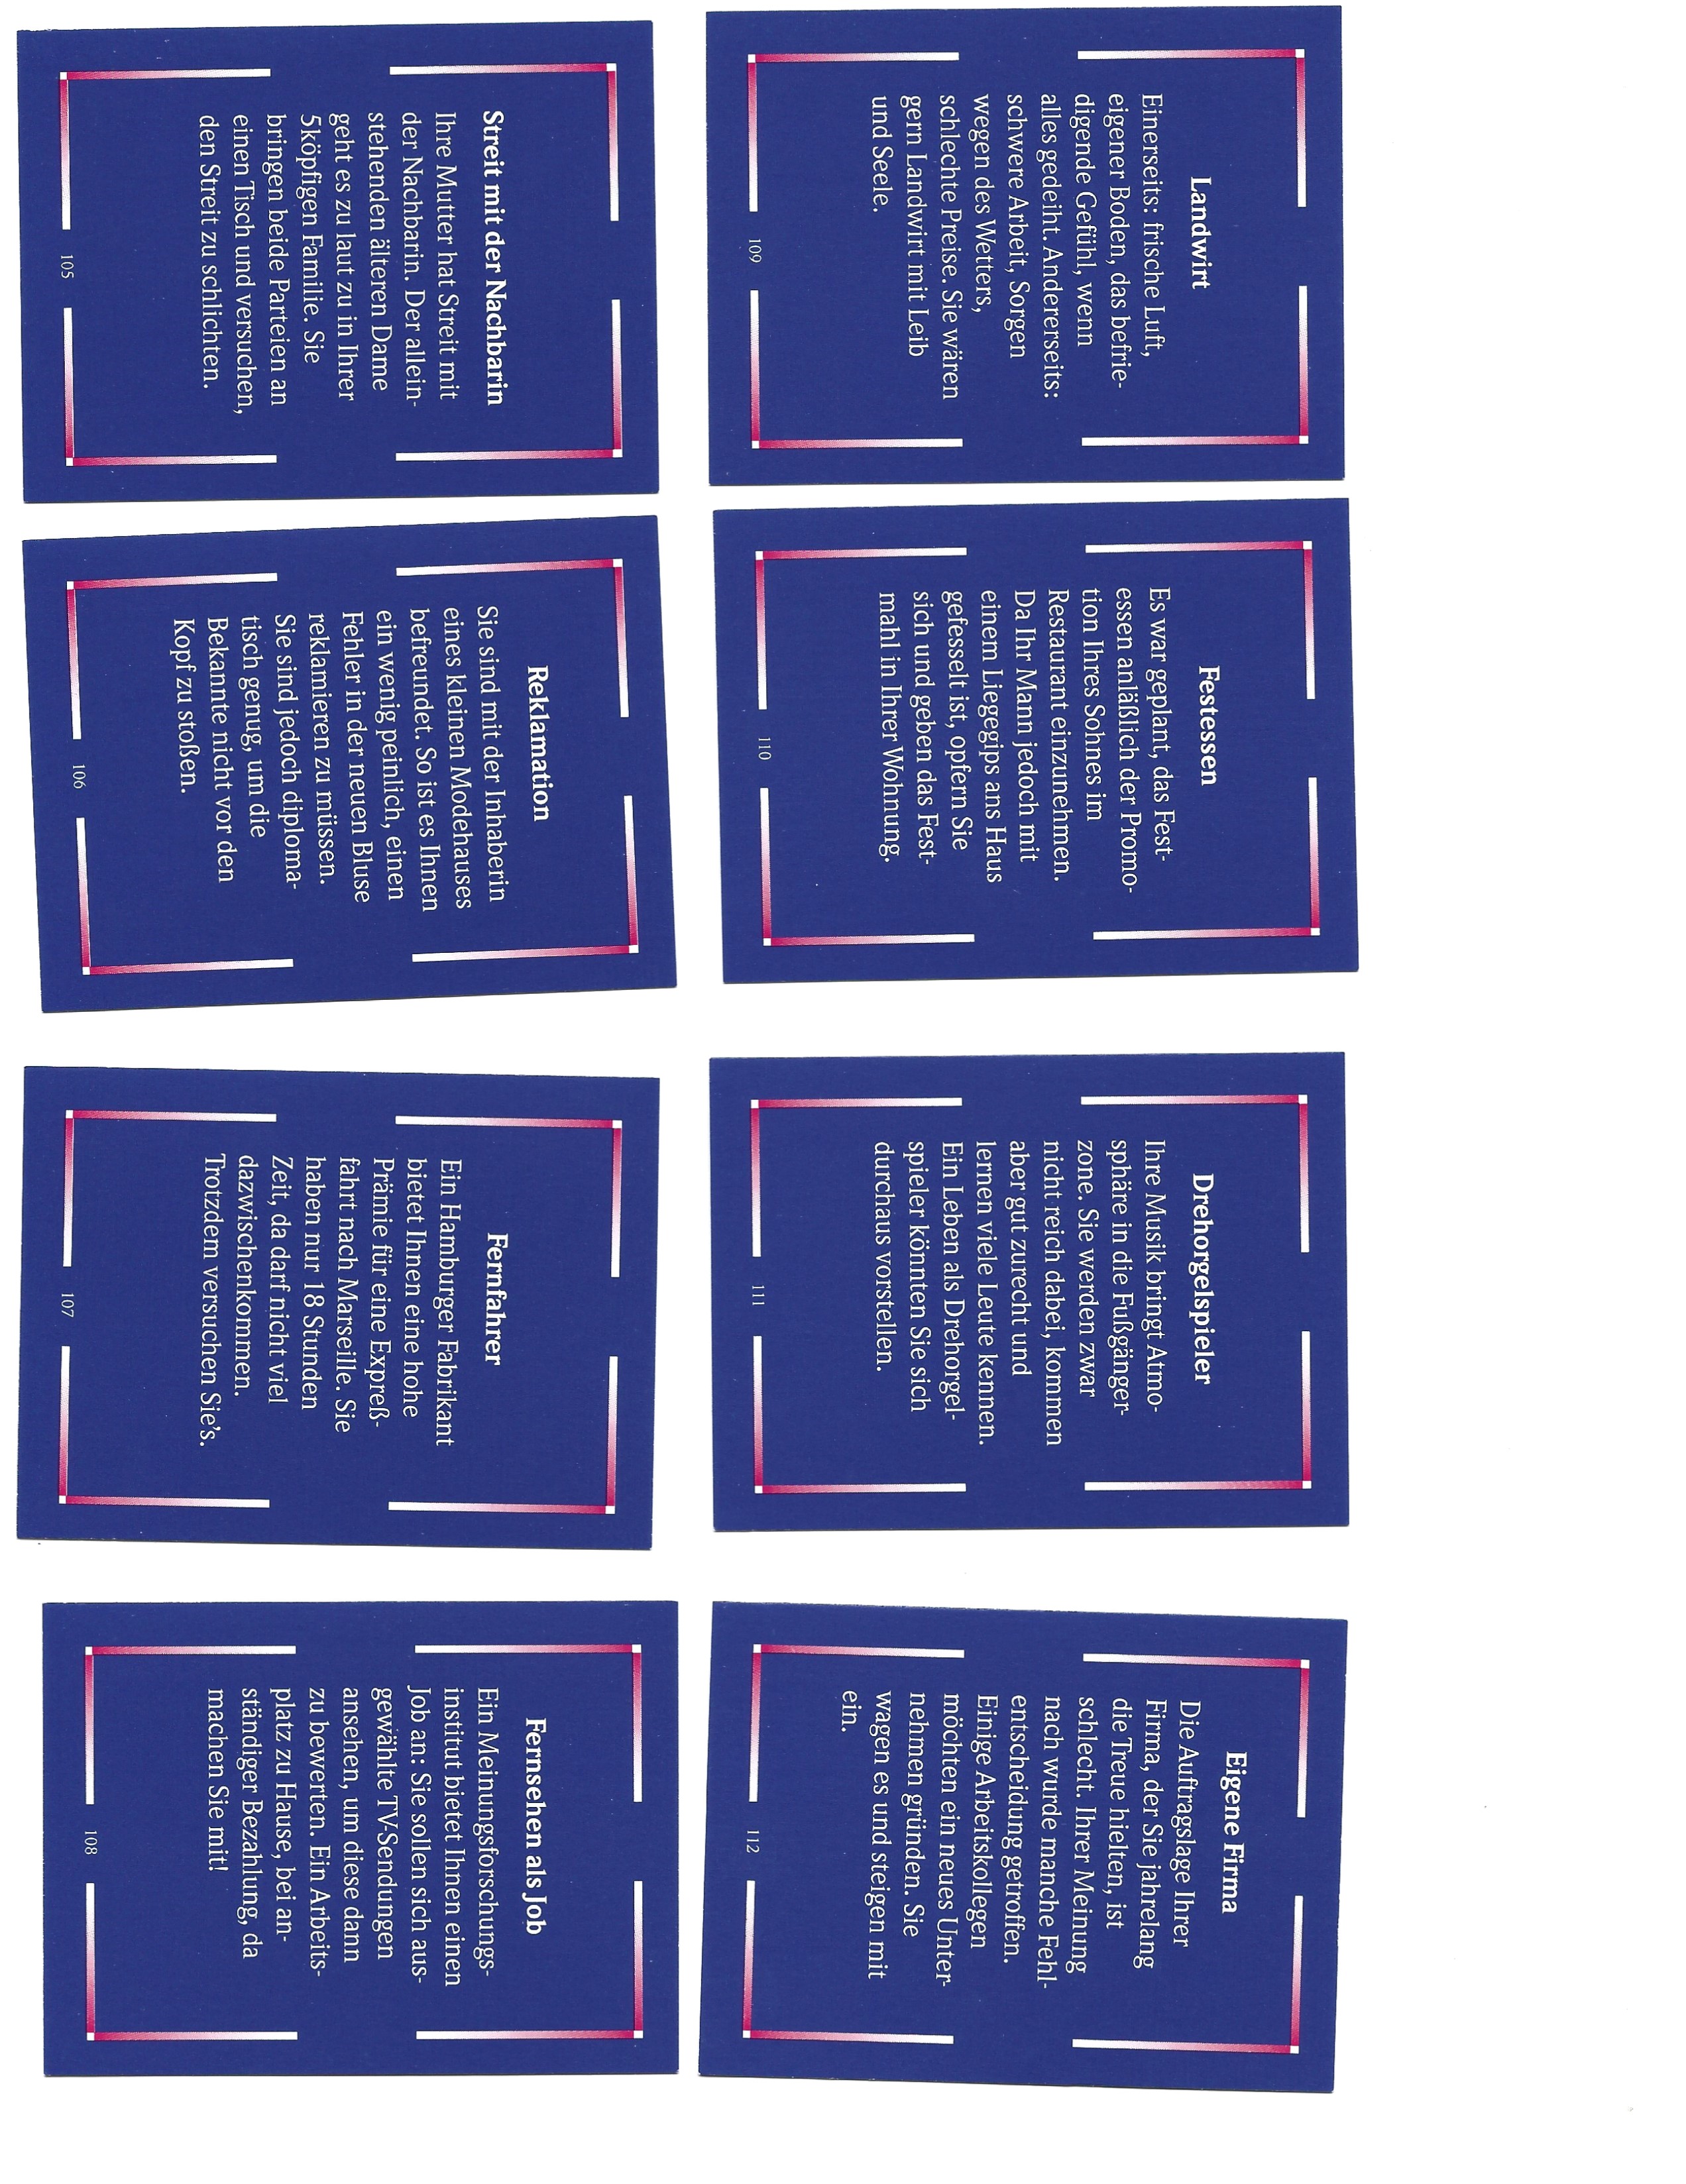 Streit mit der Nachbarin
Ihre Mutter hat Streit mit
der Nachbarin. Der allein-
stehenden älteren Dame
geht es zu laut zu in Ihrer
5köpfigen Familie. Sie
bringen beide Parteien an
einen Tisch und versuchen,
den Streit zu schlichten.
105
Reklamation
Sie sind mit der Inhaberin
eines kleinen Modehauses
befreundet. So ist es Ihnen
ein wenig peinlich, einen
Fehler in der neuen Bluse
reklamieren zu müssen.
Sie sind jedoch diploma-
tisch genug, um die
Bekannte nicht vor den
Kopf zu stoßen.
106
Fernfahrer
Ein Hamburger Fabrikant
bietet Ihnen eine hohe
Prämie für eine Expreß-
fahrt nach Marseille. Sie
haben nur 18 Stunden
Zeit, da darf nicht viel
dazwischenkommen.
Trotzdem versuchen Sie's.
107
Fernsehen als Job
Ein Meinungsforschungs-
institut bietet Ihnen einen
Job an: Sie sollen sich aus-
gewählte TV-Sendungen
ansehen, um diese dann
zu bewerten. Ein Arbeits-
platz zu Hause, bei an-
ständiger Bezahlung, da
machen Sie mit!
108
Landwirt
Einerseits: frische Luft,
eigener Boden, das befrie-
digende Gefühl, wenn
alles gedeiht. Andererseits:
schwere Arbeit, Sorgen
wegen des Wetters,
schlechte Preise. Sie wären
gern Landwirt mit Leib
und Seele.
109
Festessen
Es war geplant, das Fest-
essen anläßlich der Promo-
tion Ihres Sohnes im
Restaurant einzunehmen.
Da Ihr Mann jedoch mit
einem Liegegips ans Haus
gefesselt ist, opfern Sie
sich und geben das Fest-
mahl in Ihrer Wohnung.
110
Drehorgelspieler
Ihre Musik bringt Atmo-
sphäre in die Fußgänger-
zone. Sie werden zwar
nicht reich dabei, kommen
aber gut zurecht und
lernen viele Leute kennen.
Ein Leben als Drehorgel-
spieler könnten Sie sich
durchaus vorstellen.
111
Eigene Firma
Die Auftragslage Ihrer
Firma, der Sie jahrelang
die Treue hielten, ist
schlecht. Ihrer Meinung
nach wurde manche Fehl-
entscheidung getroffen.
Einige Arbeitskollegen
möchten ein neues Unter-
nehmen gründen. Sie
wagen es und steigen mit
ein.
112